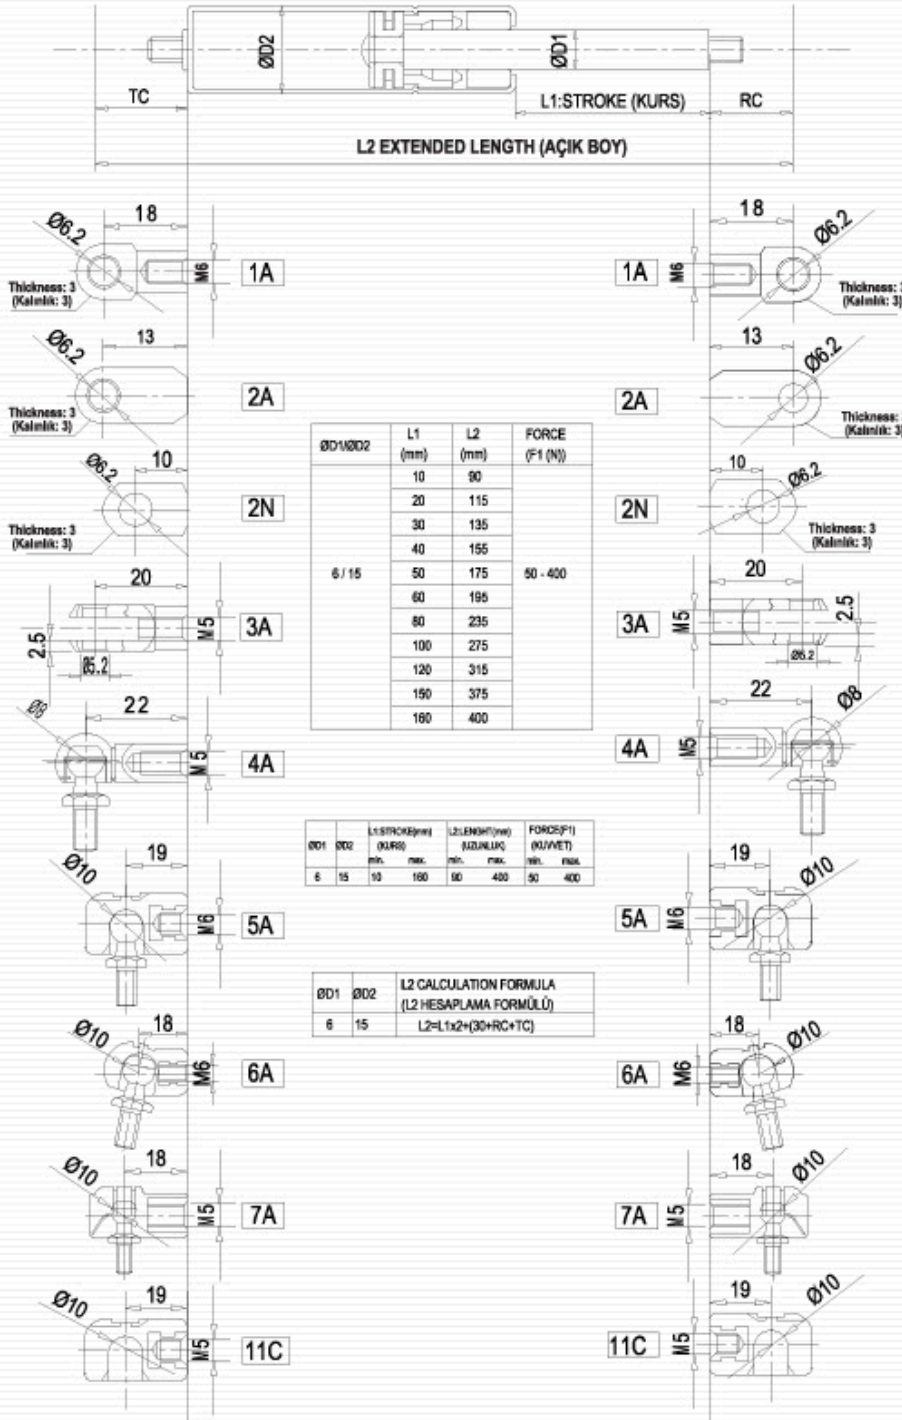 ØD2
ØD1
TC
L1:STROKE (KURS)
RC
L2 EXTENDED LENGTH (AÇIK BOY)
18
Ø6.2
M6
1A
Thickness: 3
(Kalınlık: 3)
1A
M6
18
Ø6.2
Thickness: 3
(Kalınlık: 3)
13
Ø6.2
2A
Thickness: 3
(Kalınlık: 3)
2A
13
Ø6.2
Thickness:
(Kalınlık: 3)
10
Ø6.2
2N
Thickness: 3
(Kalınlık: 3)
2N
10
Ø6.2
Thickness: 3
(Kalınlık: 3)
ØD1/ØD2 L1 (mm) L2 (mm) FORCE (F1 (N))
10 90
20 115
30 135
40 155
6 / 15 50 175 50 - 400
60 195
80 235
100 275
120 315
150 375
160 400
20
2.5
Ø5.2
M5
3A
3A
M5
20
2.5
Ø5.2
22
Ø8
M5
4A
4A
M5
22
Ø8
ØD1 ØD2 L1:STROKE(mm) L2:LENGHT(mm) FORCE(F1)
(KURS) (UZUNLUK) (KUVVET)
min. max. min. max. min. max.
6 15 10 160 90 400 50 400
19
Ø10
M6
5A
5A
M6
19
Ø10
ØD1 ØD2 L2 CALCULATION FORMULA
(L2 HESAPLAMA FORMÜLÜ)
6 15 L2=L1x2+(30+RC+TC)
18
Ø10
M6
6A
6A
M6
18
Ø10
18
Ø10
M5
7A
7A
M5
18
Ø10
19
Ø10
M5
11C
11C
M5
19
Ø10